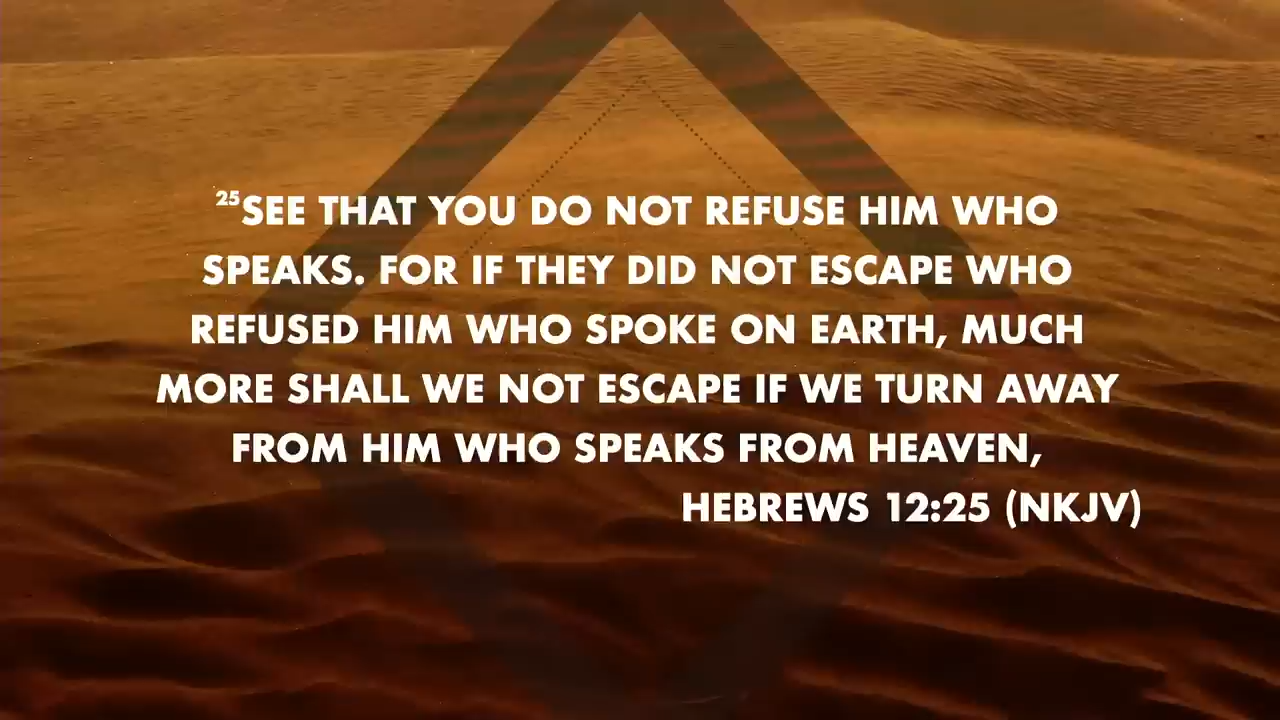 25SEE THAT YOU DO NOT REFUSE HIM WHO
SPEAKS. FOR IF THEY DID NOT ESCAPE WHO
REFUSED HIM WHO SPOKE ON EARTH, MUCH
MORE SHALL WE NOT ESCAPE IF WE TURN AWAY
FROM HIM WHO SPEAKS FROM HEAVEN,
HEBREWS 12:25 (NKJV)